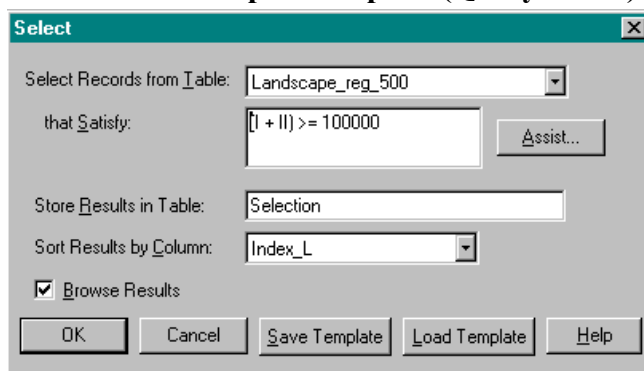 Select
Select Records from Table: Landscape_reg_500
that Satisfy: (I + II) >= 100000
Assist...
Store Results in Table: Selection
Sort Results by Column: Index_L
Browse Results
OK Cancel Save Template Load Template Help